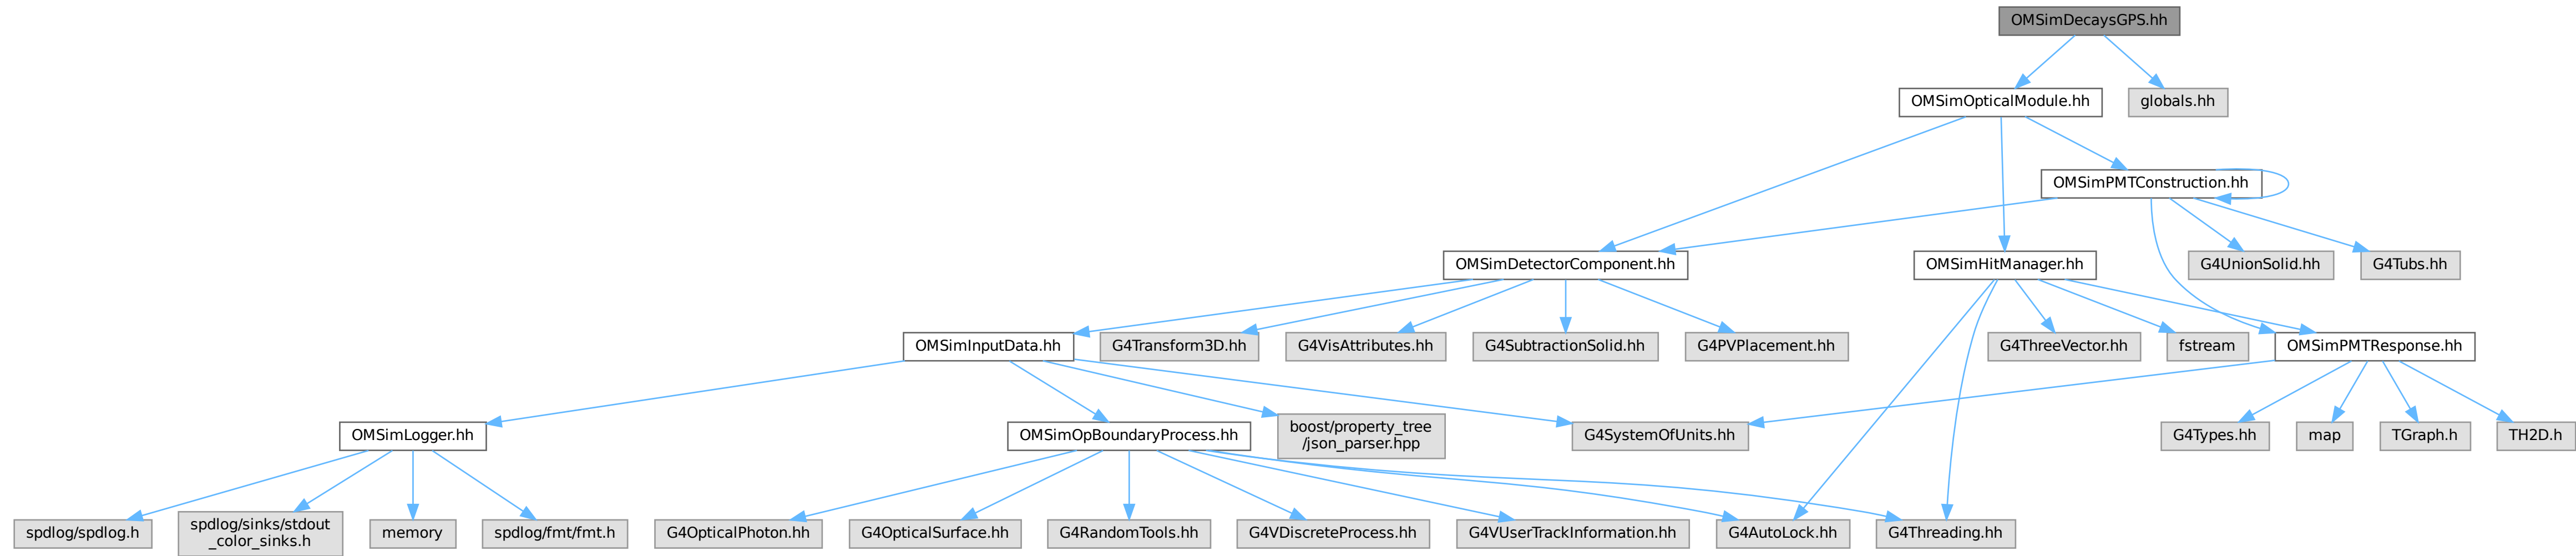 OMSimDecaysGPS.hh
OMSimOpticalModule.hh
globals.hh
OMSimPMTConstruction.hh
OMSimDetectorComponent.hh
OMSimHitManager.hh
G4UnionSolid.hh
G4Tubs.hh
OMSimInputData.hh
G4Transform3D.hh
G4VisAttributes.hh
G4SubtractionSolid.hh
G4PVPlacement.hh
G4ThreeVector.hh
fstream
OMSimPMTResponse.hh
OMSimLogger.hh
OMSimOpBoundaryProcess.hh
boost/property_tree
/json_parser.hpp
G4SystemOfUnits.hh
G4Types.hh
map
TGraph.h
TH2D.h
spdlog/spdlog.h
spdlog/sinks/stdout
_color_sinks.h
memory
spdlog/fmt/fmt.h
G4OpticalPhoton.hh
G4OpticalSurface.hh
G4RandomTools.hh
G4VDiscreteProcess.hh
G4VUserTrackInformation.hh
G4AutoLock.hh
G4Threading.hh